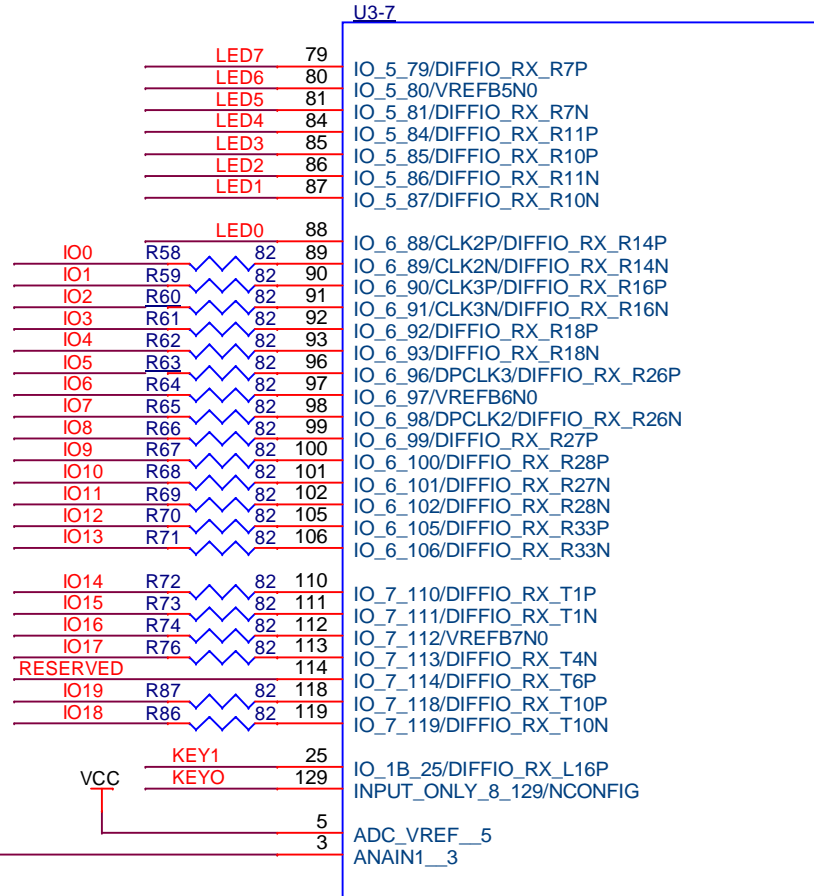 U3-7
LED7 79 IO_5_79/DIFFIO_RX_R7P
LED6 80 IO_5_80/VREFB5N0
LED5 81 IO_5_81/DIFFIO_RX_R7N
LED4 84 IO_5_84/DIFFIO_RX_R11P
LED3 85 IO_5_85/DIFFIO_RX_R10P
LED2 86 IO_5_86/DIFFIO_RX_R11N
LED1 87 IO_5_87/DIFFIO_RX_R10N
LED0 88 IO_6_88/CLK2P/DIFFIO_RX_R14P
IO0 R58 82 89 IO_6_89/CLK2N/DIFFIO_RX_R14N
IO1 R59 82 90 IO_6_90/CLK3P/DIFFIO_RX_R16P
IO2 R60 82 91 IO_6_91/CLK3N/DIFFIO_RX_R16N
IO3 R61 82 92 IO_6_92/DIFFIO_RX_R18P
IO4 R62 82 93 IO_6_93/DIFFIO_RX_R18N
IO5 R63 82 96 IO_6_96/DPCLK3/DIFFIO_RX_R26P
IO6 R64 82 97 IO_6_97/VREFB6N0
IO7 R65 82 98 IO_6_98/DPCLK2/DIFFIO_RX_R26N
IO8 R66 82 99 IO_6_99/DIFFIO_RX_R27P
IO9 R67 82 100 IO_6_100/DIFFIO_RX_R28P
IO10 R68 82 101 IO_6_101/DIFFIO_RX_R27N
IO11 R69 82 102 IO_6_102/DIFFIO_RX_R28N
IO12 R70 82 105 IO_6_105/DIFFIO_RX_R33P
IO13 R71 82 106 IO_6_106/DIFFIO_RX_R33N
IO14 R72 82 110 IO_7_110/DIFFIO_RX_T1P
IO15 R73 82 111 IO_7_111/DIFFIO_RX_T1N
IO16 R74 82 112 IO_7_112/VREFB7N0
IO17 R76 82 113 IO_7_113/DIFFIO_RX_T4N
RESERVED 114 IO_7_114/DIFFIO_RX_T6P
IO19 R87 82 118 IO_7_118/DIFFIO_RX_T10P
IO18 R86 82 119 IO_7_119/DIFFIO_RX_T10N
KEY1 25 IO_1B_25/DIFFIO_RX_L16P
VCC KEYO 129 INPUT_ONLY_8_129/NCONFIG
5 ADC_VREF__5
3 ANAIN1__3